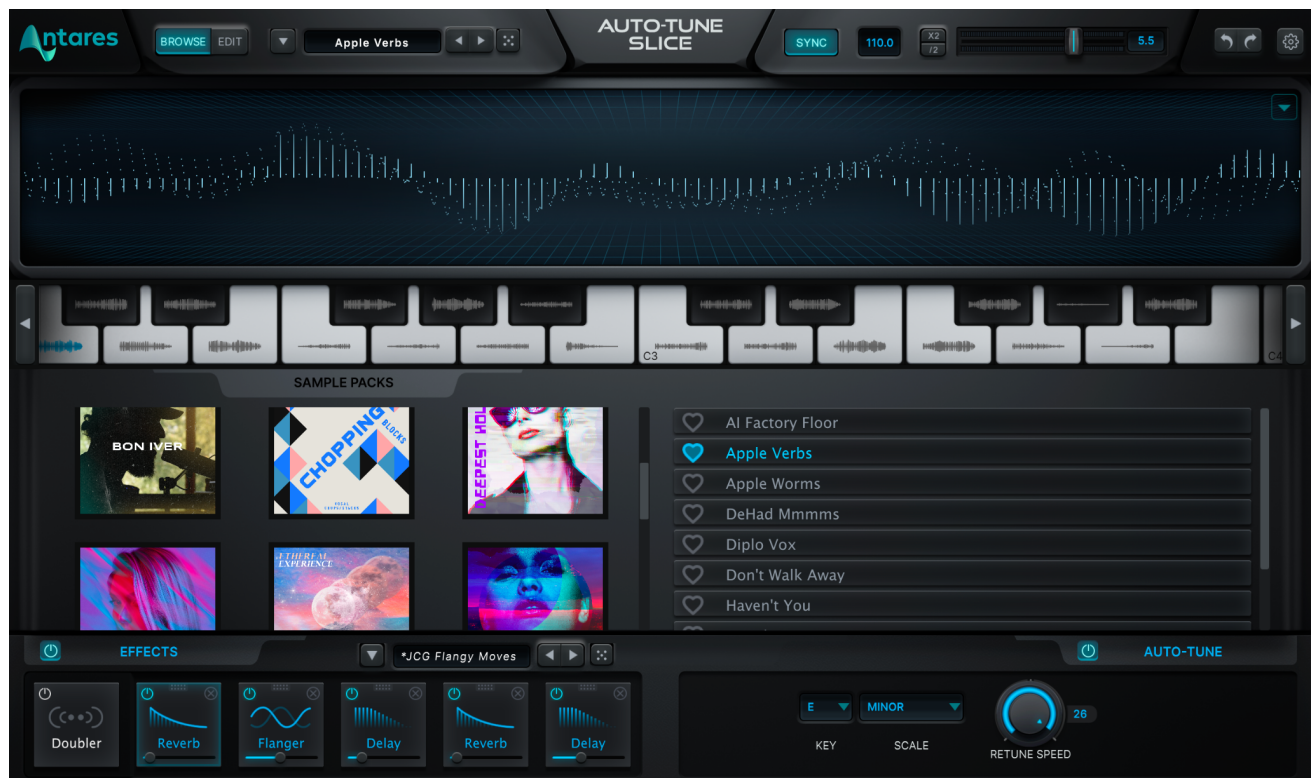 Antares
BROWSE EDIT
Apple Verbs
AUTO-TUNE
SLICE
SYNC
110.0
X2
/2
5.5
C3
C4
SAMPLE PACKS
BON IVER
CHOPPING
BLOCKS
DEEPEST HOU
ETHEREAL
EXPERIENCE
AI Factory Floor
Apple Verbs
Apple Worms
DeHad Mmmms
Diplo Vox
Don't Walk Away
Haven't You
EFFECTS
*JCG Flangy Moves
AUTO-TUNE
Doubler
Reverb
Flanger
Delay
Reverb
Delay
E
MINOR
26
KEY
SCALE
RETUNE SPEED